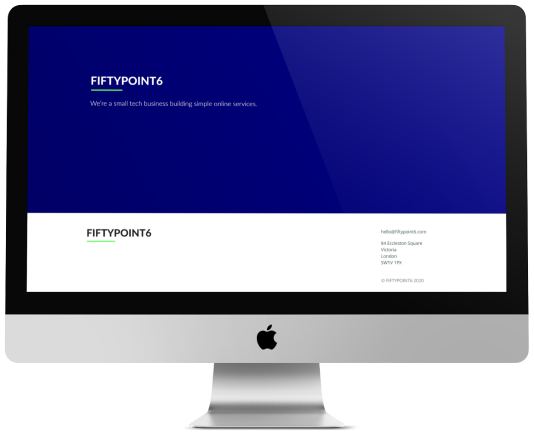 FIFTYPOINT6
We're a small tech business building simple online services.
FIFTYPOINT6
hello@fiftypoint6.com
64 Eccleston Square
Victoria
London
SW1V 1PX
© FIFTYPOINT6 2020